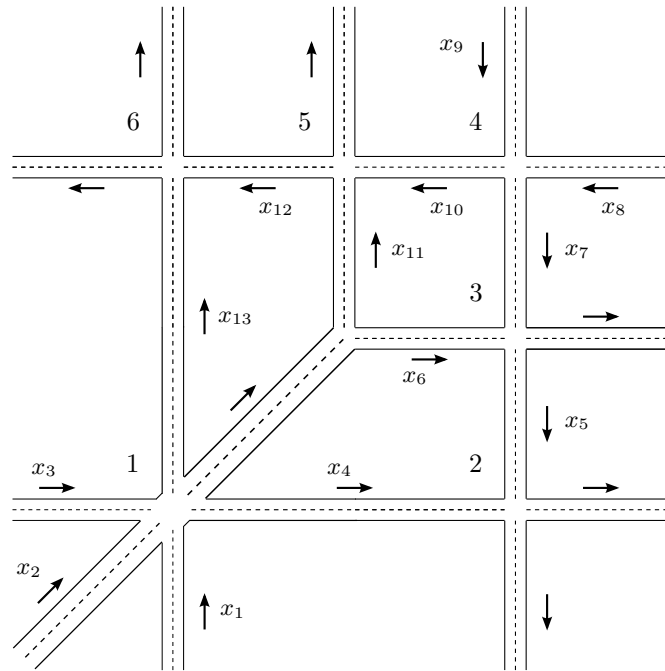 x₉
6 5 4
x₁₂ x₁₀ x₈
x₁₁ x₇
3
x₁₃
x₆
x₅
x₃ 1 x₄ 2
x₂
x₁